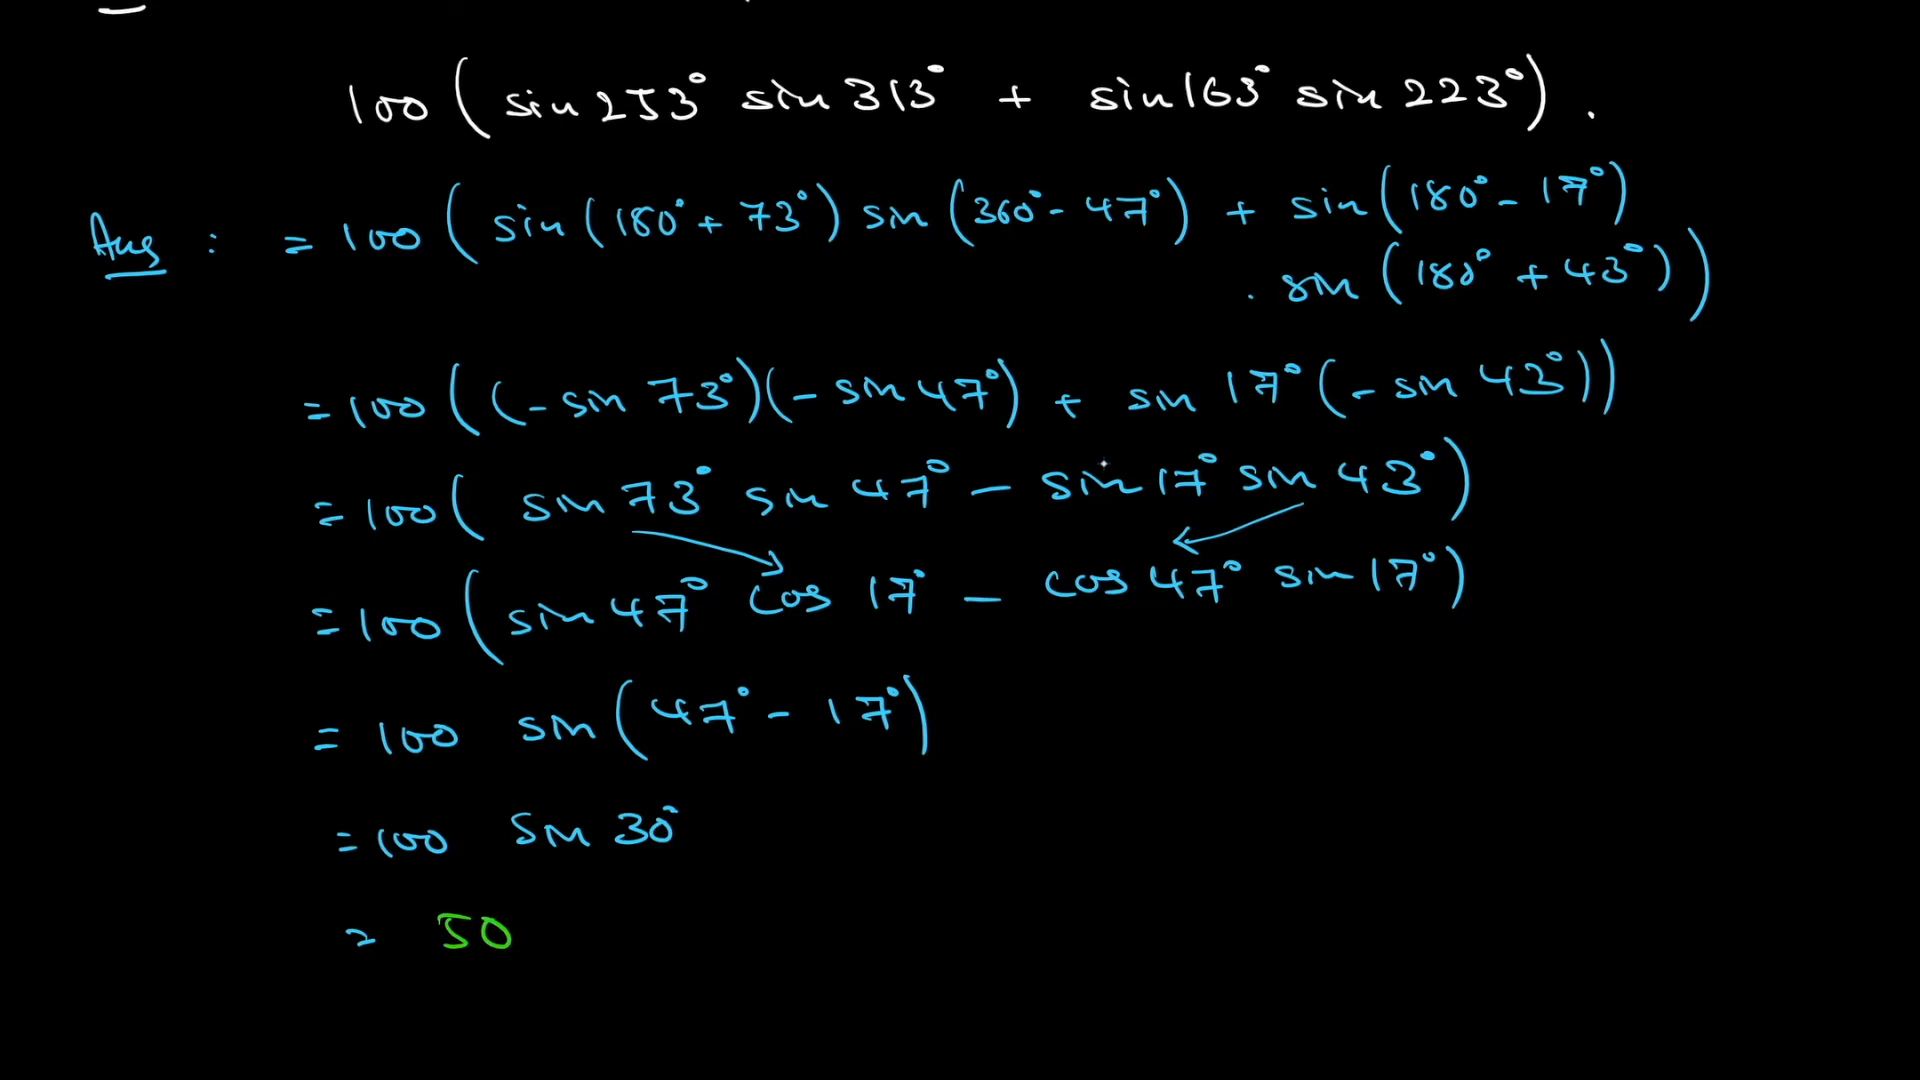 100 ( sin 253° sin 313° + sin 163° sin 223° ) .
Ans : = 100 ( sin ( 180° + 73° ) sin ( 360° - 47° ) + sin ( 180° - 17° )
. sin ( 180° + 43° ) )
= 100 ( ( - sin 73° ) ( - sin 47° ) + sin 17° ( - sin 43° ) )
= 100 ( sin 73° sin 47° - sin 17° sin 43° )
= 100 ( sin 47° cos 17° - cos 47° sin 17° )
= 100 sin ( 47° - 17° )
= 100 sin 30°
= 50